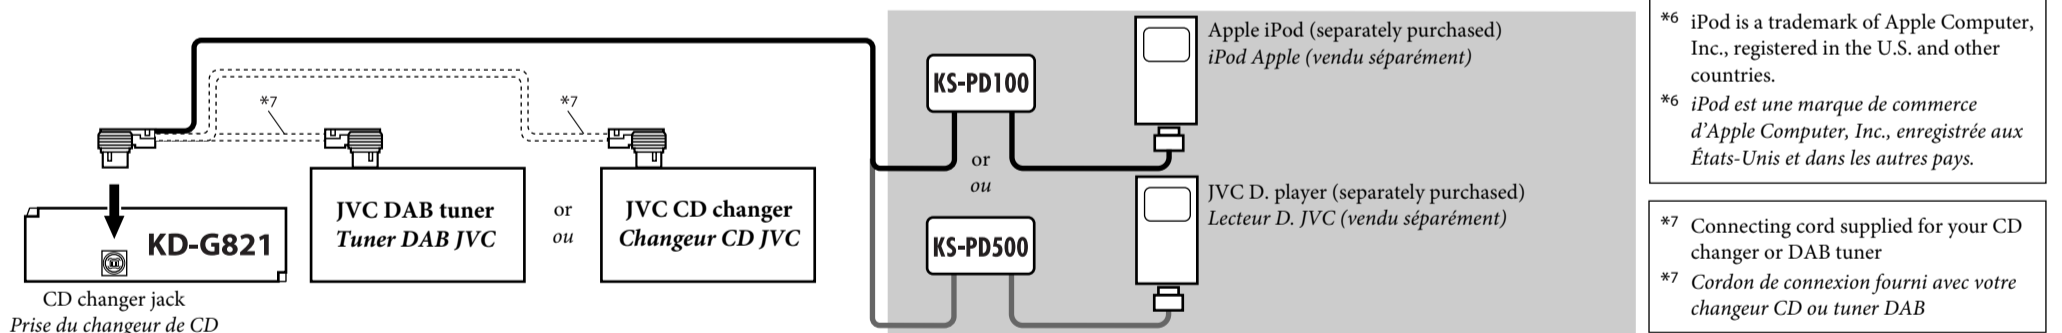 *7
*7
KD-G821
CD changer jack
Prise du changeur de CD
JVC DAB tuner
Tuner DAB JVC
or
ou
JVC CD changer
Changeur CD JVC
KS-PD100
or
ou
KS-PD500
Apple iPod (separately purchased)
iPod Apple (vendu séparément)
JVC D. player (separately purchased)
Lecteur D. JVC (vendu séparément)
*6 iPod is a trademark of Apple Computer,
Inc., registered in the U.S. and other
countries.
*6 iPod est une marque de commerce
d’Apple Computer, Inc., enregistrée aux
États-Unis et dans les autres pays.
*7 Connecting cord supplied for your CD
changer or DAB tuner
*7 Cordon de connexion fourni avec votre
changeur CD ou tuner DAB